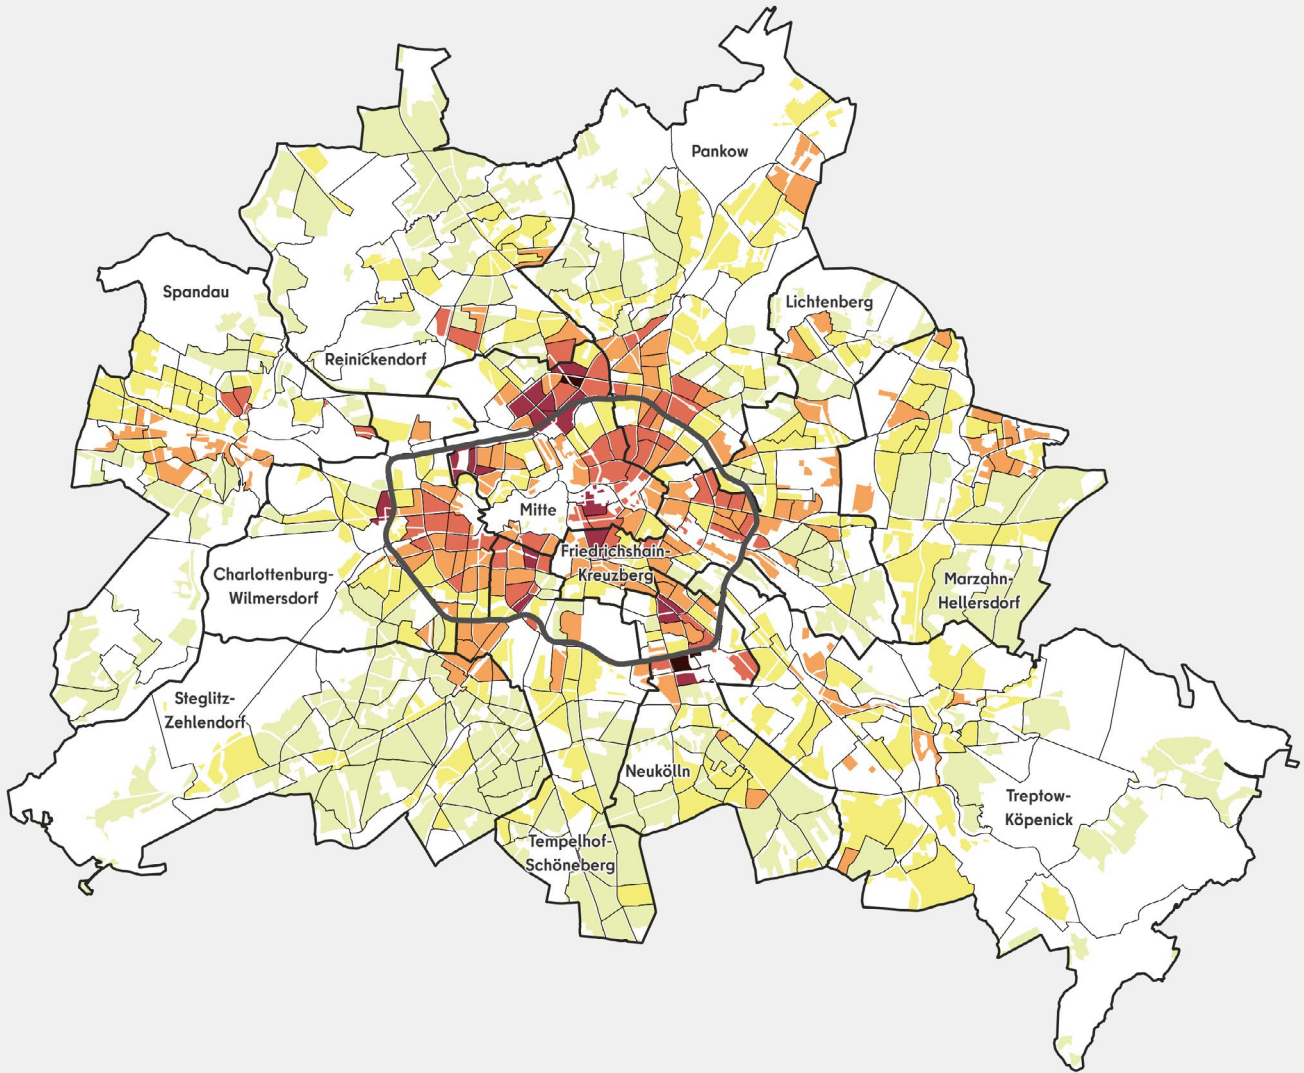 Pankow
Spandau
Lichtenberg
Reinickendorf
Mitte
Friedrichshain-
Kreuzberg
Charlottenburg-
Wilmersdorf
Marzahn-
Hellersdorf
Steglitz-
Zehlendorf
Neukölln
Treptow-
Köpenick
Tempelhof-
Schöneberg